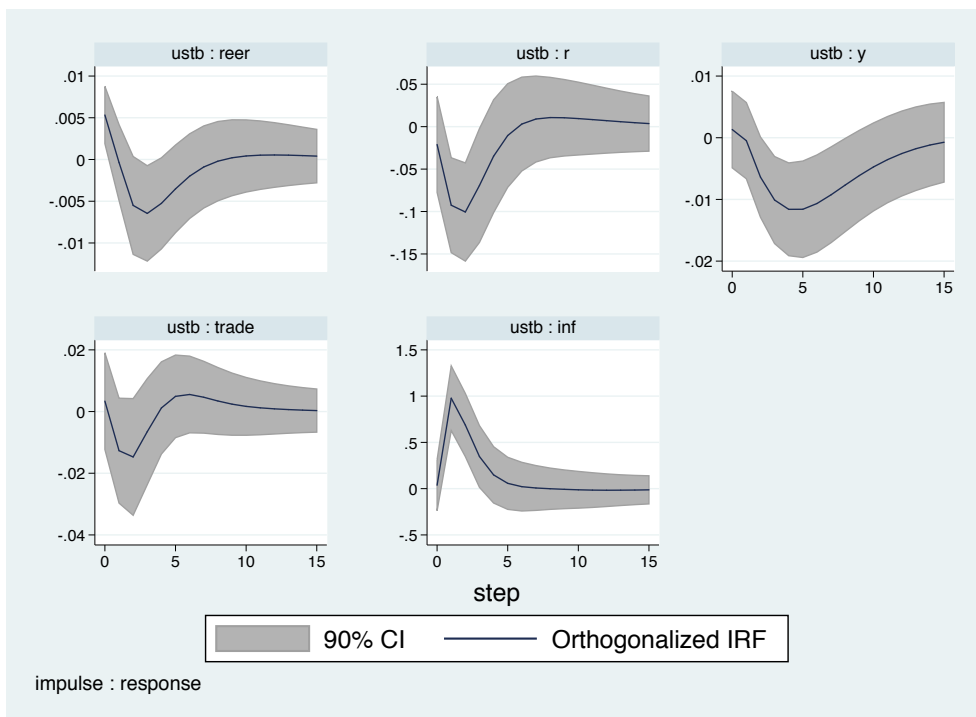 ustb : reer
.01
.005
0
-.005
-.01
ustb : r
.05
0
-.05
-.1
-.15
ustb : y
.01
0
-.01
-.02
0 5 10 15
ustb : trade
.02
0
-.02
-.04
0 5 10 15
ustb : inf
1.5
1
.5
0
-.5
0 5 10 15
step
90% CI Orthogonalized IRF
impulse : response